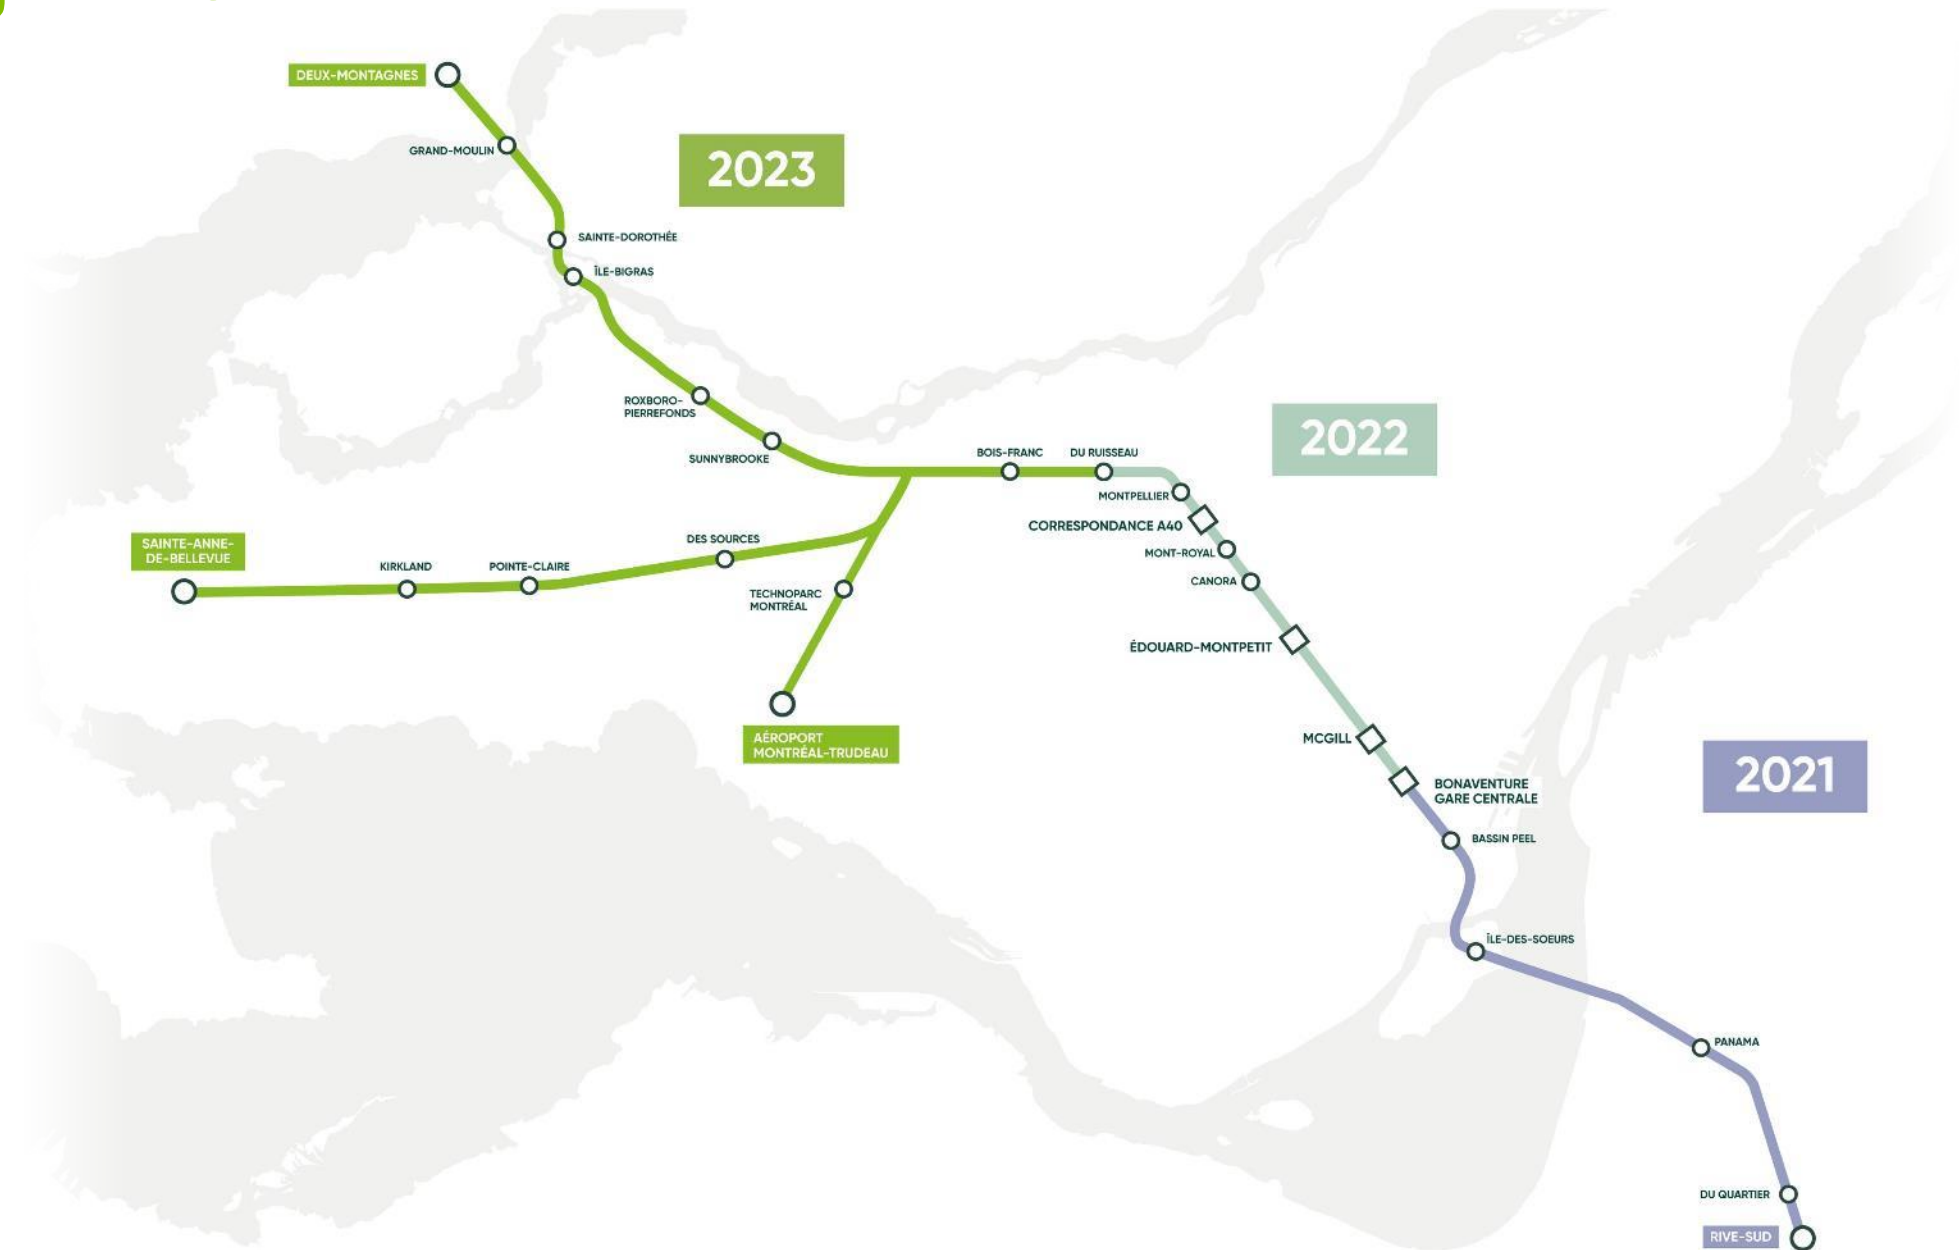 DEUX-MONTAGNES
GRAND-MOULIN
2023
SAINTE-DOROTHÉE
ÎLE-BIGRAS
ROXBORO-
PIERREFONDS
SUNNYBROOKE
BOIS-FRANC
DU RUISSEAU
2022
MONTPELLIER
CORRESPONDANCE A40
MONT-ROYAL
CANORA
ÉDOUARD-MONTPETIT
SAINTE-ANNE-
DE-BELLEVUE
KIRKLAND
POINTE-CLAIRE
DES SOURCES
TECHNOPARC
MONTRÉAL
AÉROPORT
MONTRÉAL-TRUDEAU
MCGILL
BONAVENTURE
GARE CENTRALE
2021
BASSIN PEEL
ÎLE-DES-SOEURS
PANAMA
DU QUARTIER
RIVE-SUD